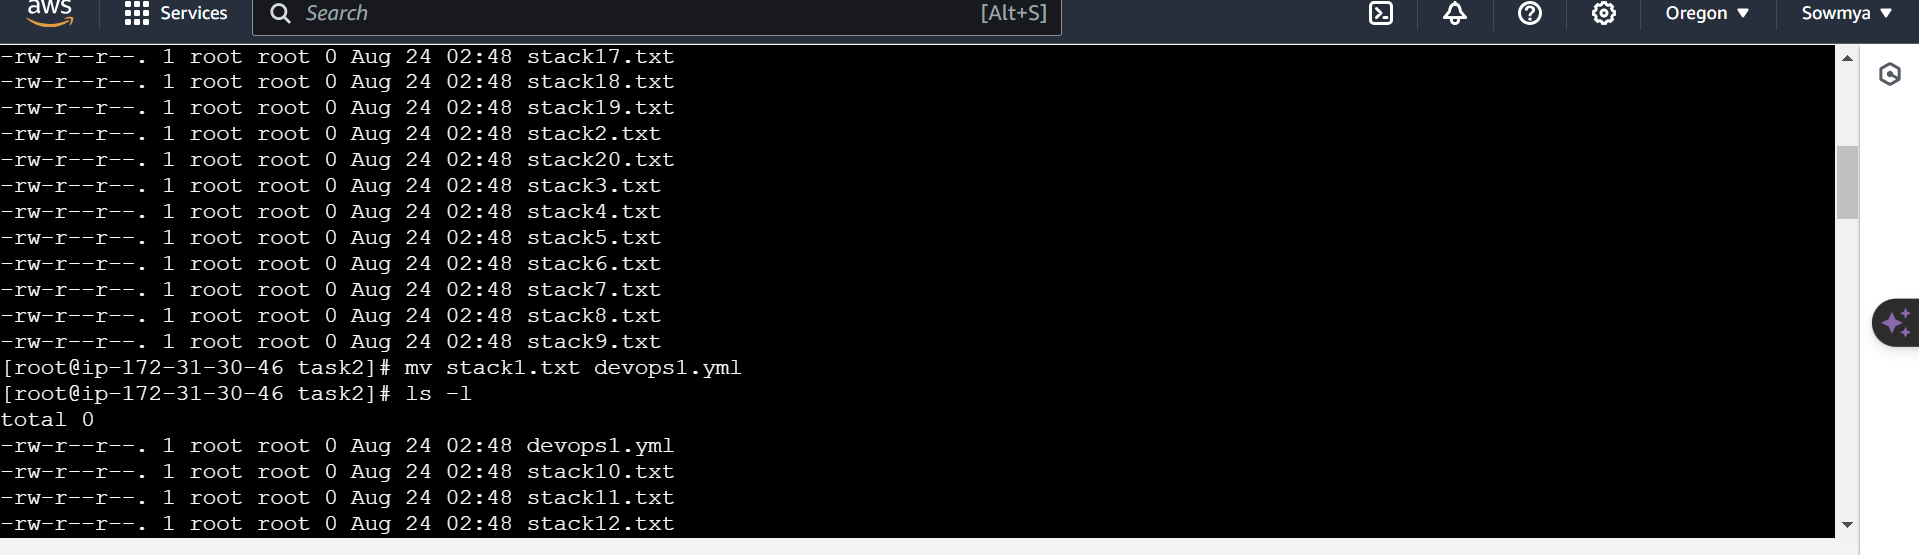 aws Services Search [Alt+S] Oregon Sowmya
-rw-r--r--. 1 root root 0 Aug 24 02:48 stack17.txt
-rw-r--r--. 1 root root 0 Aug 24 02:48 stack18.txt
-rw-r--r--. 1 root root 0 Aug 24 02:48 stack19.txt
-rw-r--r--. 1 root root 0 Aug 24 02:48 stack2.txt
-rw-r--r--. 1 root root 0 Aug 24 02:48 stack20.txt
-rw-r--r--. 1 root root 0 Aug 24 02:48 stack3.txt
-rw-r--r--. 1 root root 0 Aug 24 02:48 stack4.txt
-rw-r--r--. 1 root root 0 Aug 24 02:48 stack5.txt
-rw-r--r--. 1 root root 0 Aug 24 02:48 stack6.txt
-rw-r--r--. 1 root root 0 Aug 24 02:48 stack7.txt
-rw-r--r--. 1 root root 0 Aug 24 02:48 stack8.txt
-rw-r--r--. 1 root root 0 Aug 24 02:48 stack9.txt
[root@ip-172-31-30-46 task2]# mv stack1.txt devops1.yml
[root@ip-172-31-30-46 task2]# ls -l
total 0
-rw-r--r--. 1 root root 0 Aug 24 02:48 devops1.yml
-rw-r--r--. 1 root root 0 Aug 24 02:48 stack10.txt
-rw-r--r--. 1 root root 0 Aug 24 02:48 stack11.txt
-rw-r--r--. 1 root root 0 Aug 24 02:48 stack12.txt